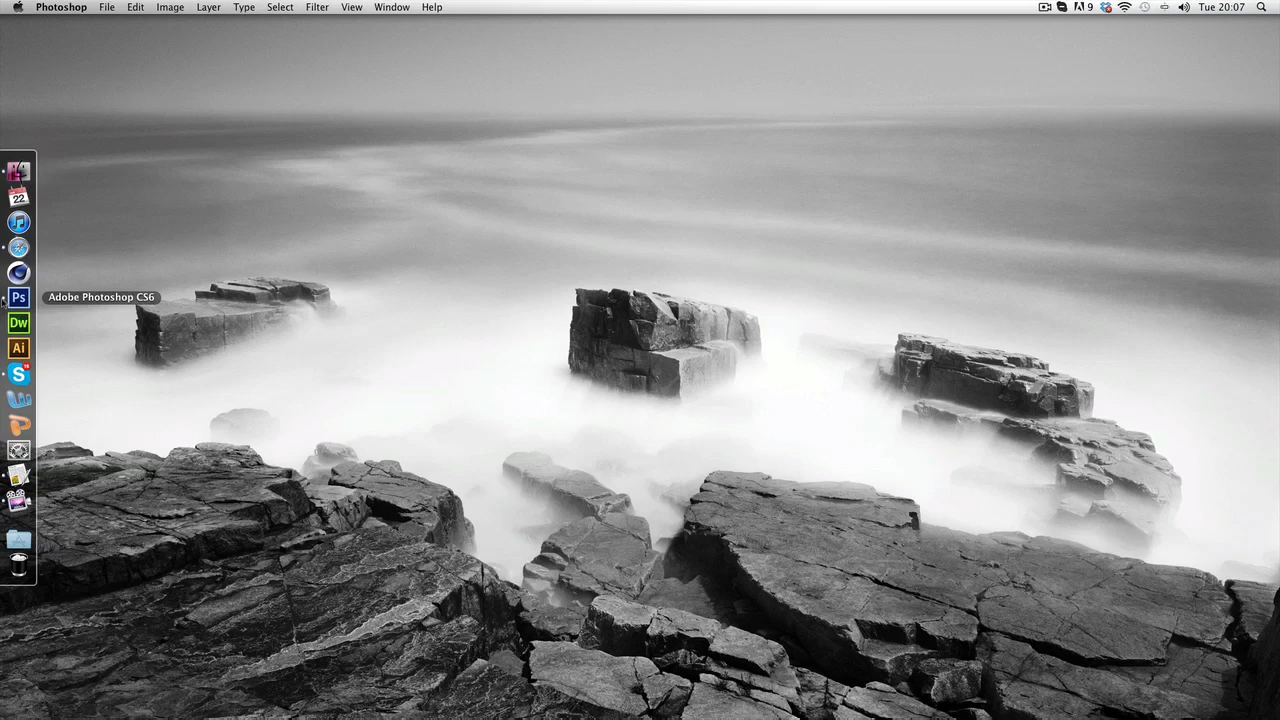 Photoshop File Edit Image Layer Type Select Filter View Window Help
9 Tue 20:07
22
Ps Adobe Photoshop CS6
Dw
Ai
S